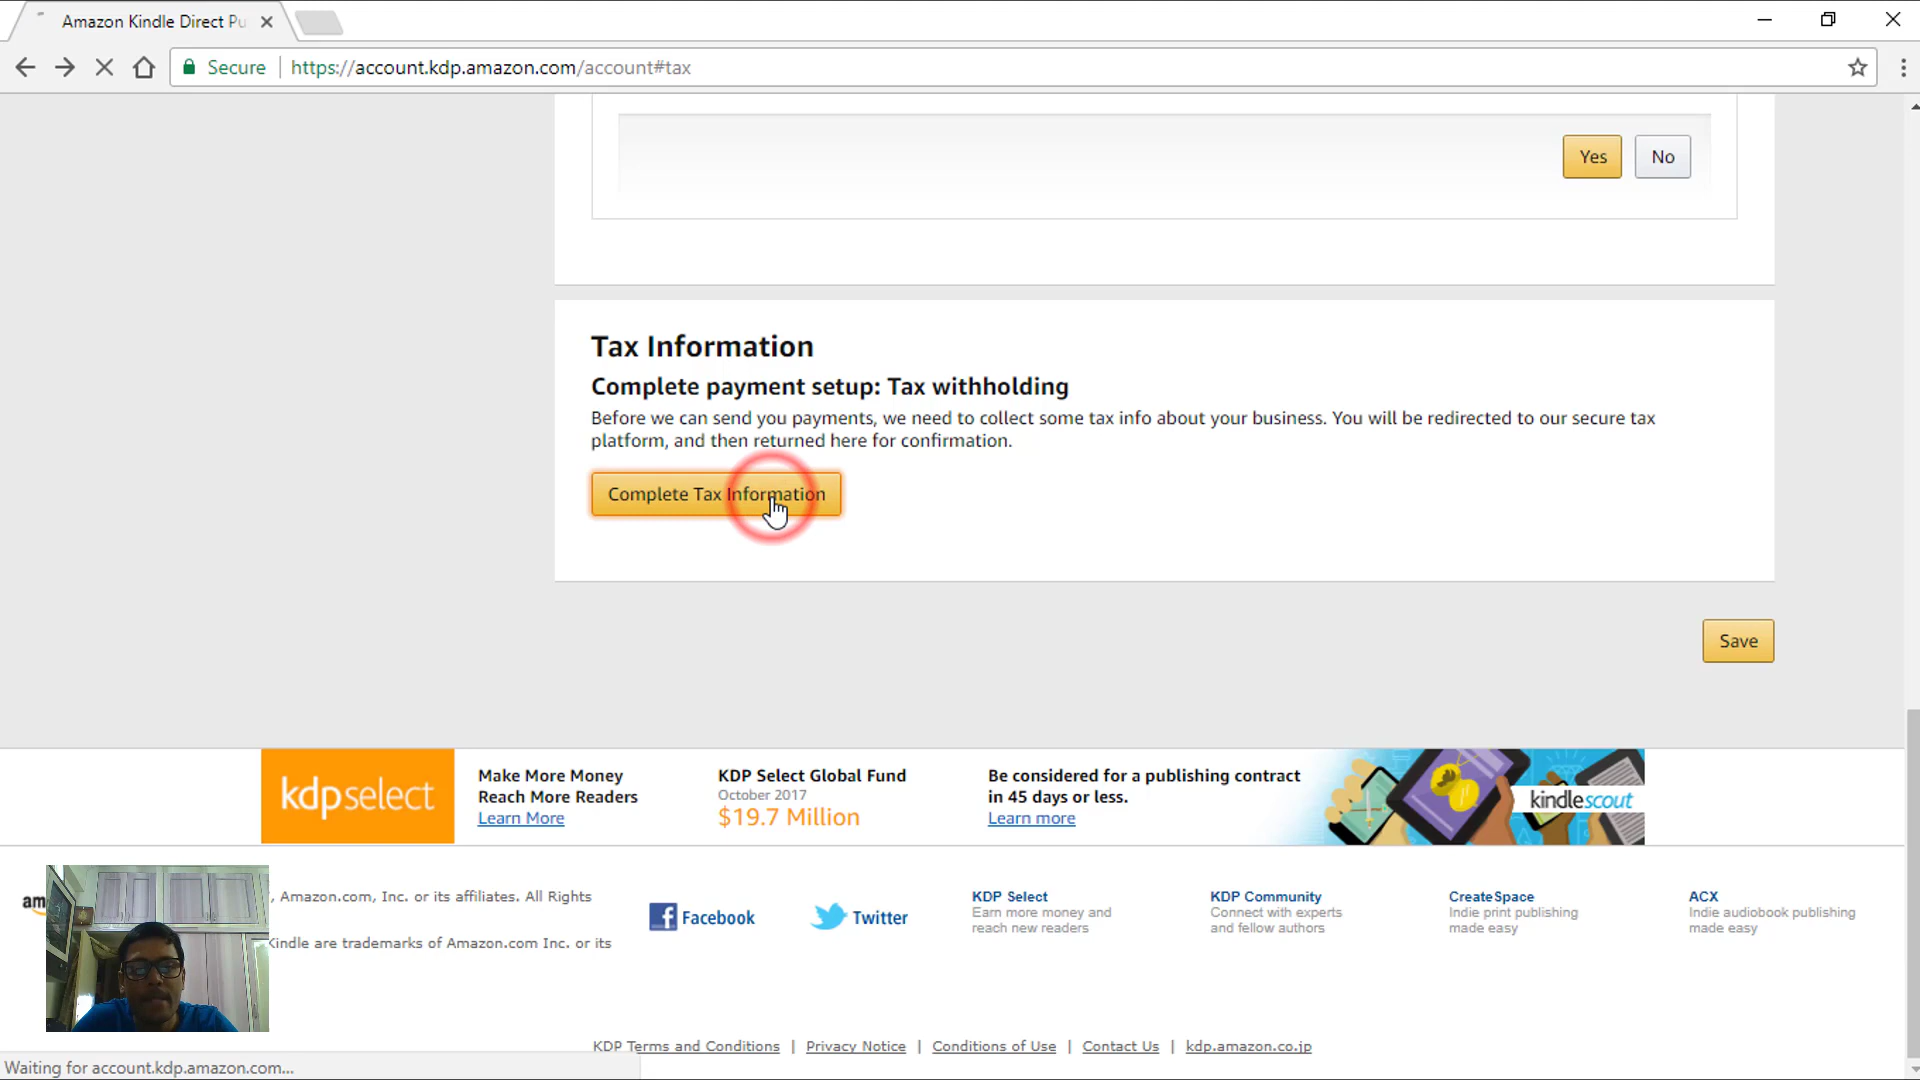 Amazon Kindle Direct Pu
Secure
https://account.kdp.amazon.com/account#tax
Yes
No
Tax Information
Complete payment setup: Tax withholding
Before we can send you payments, we need to collect some tax info about your business. You will be redirected to our secure tax
platform, and then returned here for confirmation.
Complete Tax Information
Save
kdpselect
Make More Money
Reach More Readers
Learn More
KDP Select Global Fund
October 2017
$19.7 Million
Be considered for a publishing contract
in 45 days or less.
Learn more
kindlescout
am
, Amazon.com, Inc. or its affiliates. All Rights
Kindle are trademarks of Amazon.com Inc. or its
Facebook
Twitter
KDP Select
Earn more money and
reach new readers
KDP Community
Connect with experts
and fellow authors
CreateSpace
Indie print publishing
made easy
ACX
Indie audiobook publishing
made easy
KDP Terms and Conditions | Privacy Notice | Conditions of Use | Contact Us | kdp.amazon.co.jp
Waiting for account.kdp.amazon.com...